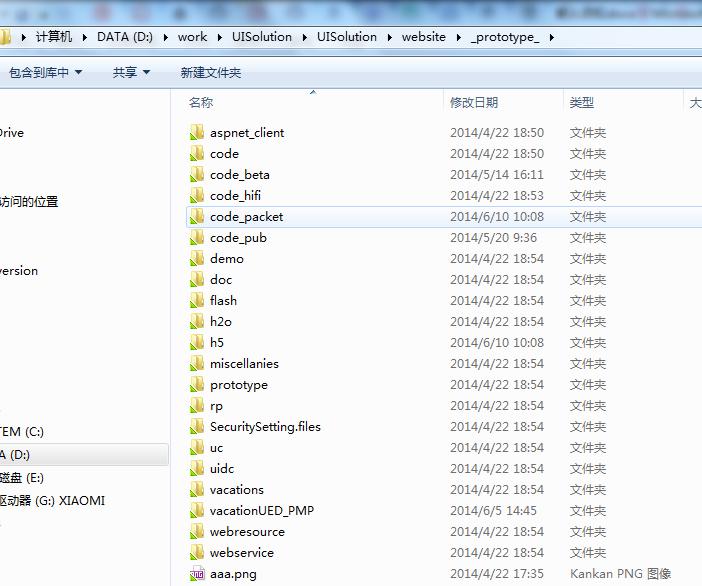 计算机 DATA (D:) work UISolution UISolution website _prototype_
包含到库中 共享 新建文件夹
名称 修改日期 类型 大
Drive
访问的位置
version
TEM (C:)
A (D:)
磁盘 (E:)
区动器 (G:) XIAOMI
aspnet_client 2014/4/22 18:50 文件夹
code 2014/4/22 18:50 文件夹
code_beta 2014/5/14 16:11 文件夹
code_hifi 2014/4/22 18:53 文件夹
code_packet 2014/6/10 10:08 文件夹
code_pub 2014/5/20 9:36 文件夹
demo 2014/4/22 18:54 文件夹
doc 2014/4/22 18:54 文件夹
flash 2014/4/22 18:54 文件夹
h2o 2014/4/22 18:54 文件夹
h5 2014/6/10 10:08 文件夹
miscellanies 2014/4/22 18:54 文件夹
prototype 2014/4/22 18:54 文件夹
rp 2014/4/22 18:54 文件夹
SecuritySetting.files 2014/4/22 18:54 文件夹
uc 2014/4/22 18:54 文件夹
uidc 2014/4/22 18:54 文件夹
vacations 2014/4/22 18:54 文件夹
vacationUED_PMP 2014/6/5 14:45 文件夹
webresource 2014/4/22 18:54 文件夹
webservice 2014/4/22 18:54 文件夹
aaa.png 2014/4/22 17:35 Kankan PNG 图像